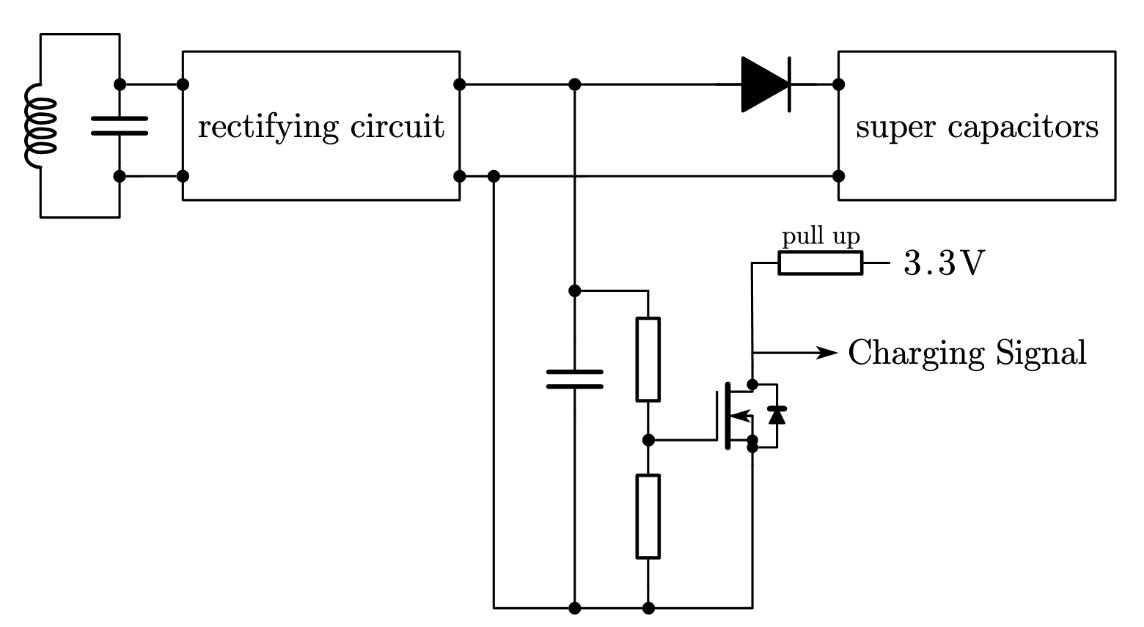 rectifying circuit
super capacitors
pull up
3.3V
Charging Signal